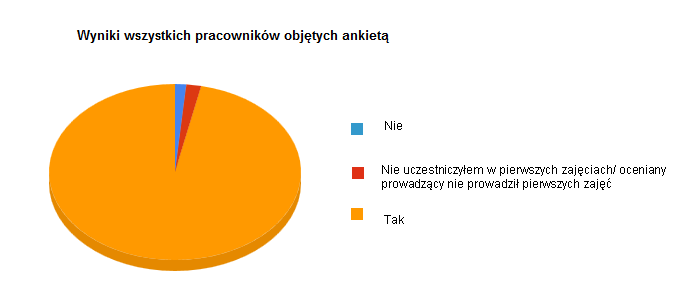 Wyniki wszystkich pracowników objętych ankietą
Nie
Nie uczestniczyłem w pierwszych zajęciach/ oceniany
prowadzący nie prowadził pierwszych zajęć
Tak